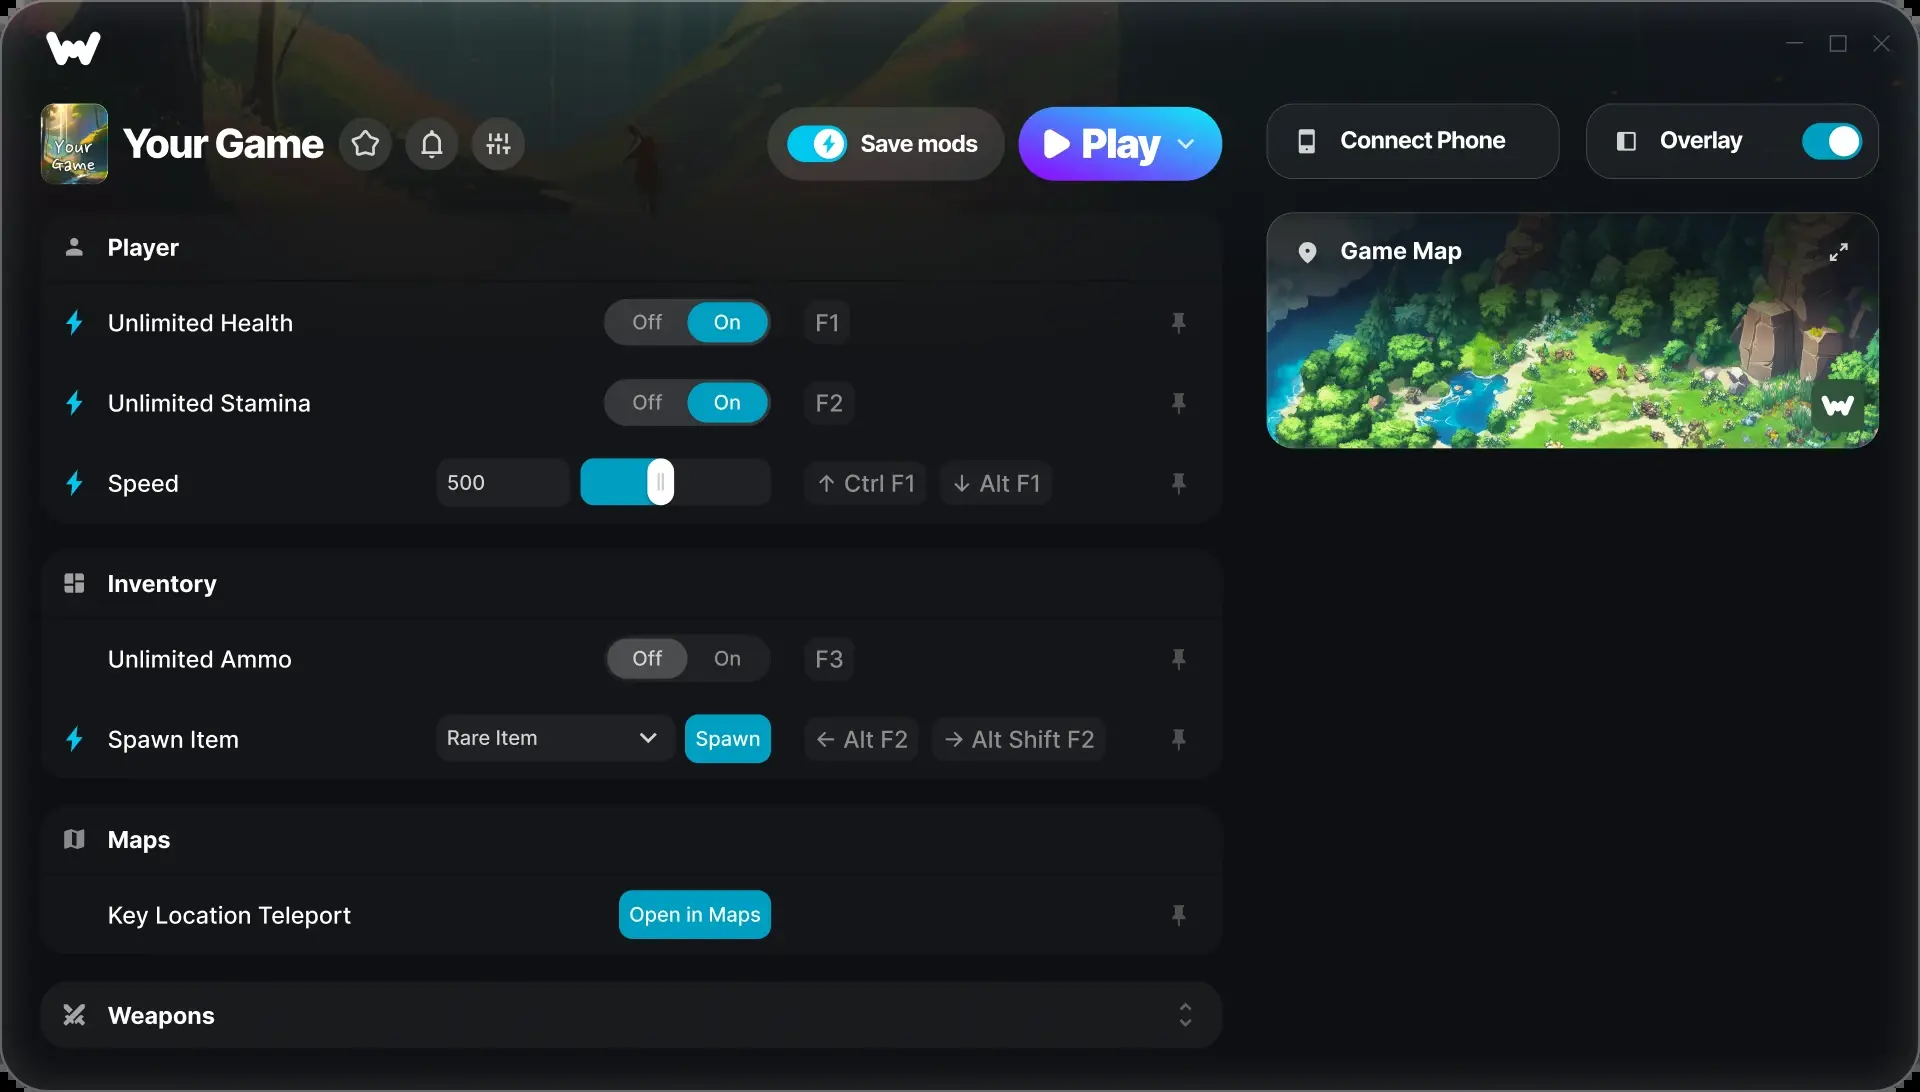 Your Game
Your Game
Save mods
Play
Connect Phone
Overlay
Player
Unlimited Health
Off
On
F1
Unlimited Stamina
Off
On
F2
Speed
500
↑ Ctrl F1
↓ Alt F1
Inventory
Unlimited Ammo
Off
On
F3
Spawn Item
Rare Item
Spawn
← Alt F2
→ Alt Shift F2
Maps
Key Location Teleport
Open in Maps
Weapons
Game Map